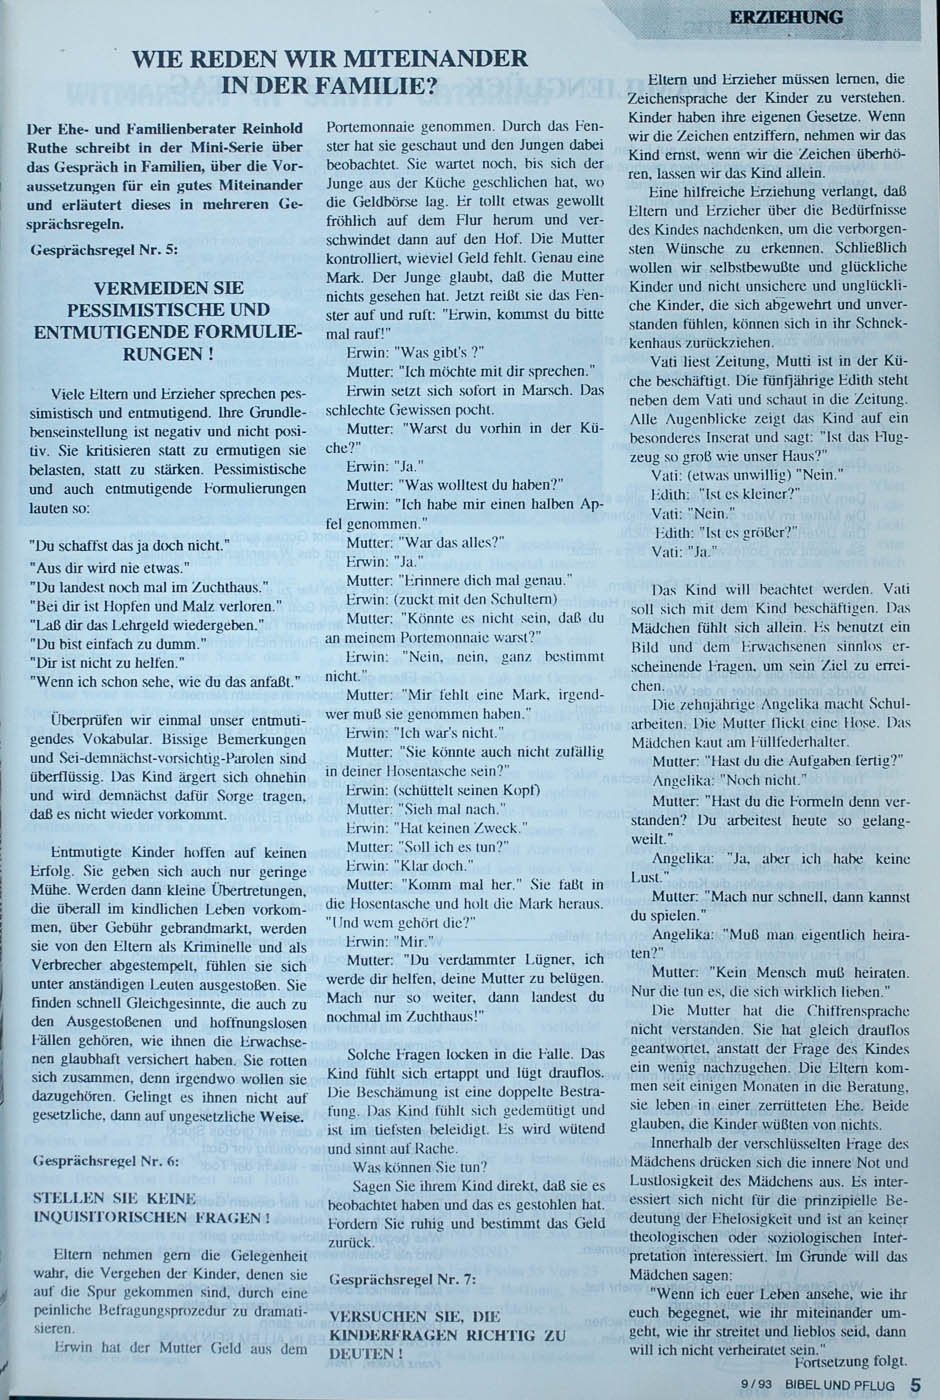 ERZIEHUNG
WIE REDEN WIR MITEINANDER
IN DER FAMILIE?
Der Ehe- und Familienberater Reinhold
Ruthe schreibt in der Mini-Serie über
das Gespräch in Familien, über die Vor-
aussetzungen für ein gutes Miteinander
und erläutert dieses in mehreren Ge-
sprächsregeln.
Gesprächsregel Nr. 5:
VERMEIDEN SIE
PESSIMISTISCHE UND
ENTMUTIGENDE FORMULIE-
RUNGEN !
Viele Eltern und Erzieher sprechen pes-
simistisch und entmutigend. Ihre Grundle-
benseinstellung ist negativ und nicht posi-
tiv. Sie kritisieren statt zu ermutigen sie
belasten, statt zu stärken. Pessimistische
und auch entmutigende Formulierungen
lauten so:
"Du schaffst das ja doch nicht."
"Aus dir wird nie etwas."
"Du landest noch mal im Zuchthaus."
"Bei dir ist Hopfen und Malz verloren."
"Laß dir das Lehrgeld wiedergeben."
"Du bist einfach zu dumm."
"Dir ist nicht zu helfen."
"Wenn ich schon sehe, wie du das anfaßt."
Überprüfen wir einmal unser entmuti-
gendes Vokabular. Bissige Bemerkungen
und Sei-demnächst-vorsichtig-Parolen sind
überflüssig. Das Kind ärgert sich ohnehin
und wird demnächst dafür Sorge tragen,
daß es nicht wieder vorkommt.
Entmutigte Kinder hoffen auf keinen
Erfolg. Sie geben sich auch nur geringe
Mühe. Werden dann kleine Übertretungen,
die überall im kindlichen Leben vorkom-
men, über Gebühr gebrandmarkt, werden
sie von den Eltern als Kriminelle und als
Verbrecher abgestempelt, fühlen sie sich
unter anständigen Leuten ausgestoßen. Sie
finden schnell Gleichgesinnte, die auch zu
den Ausgestoßenen und hoffnungslosen
Fällen gehören, wie ihnen die Erwachse-
nen glaubhaft versichert haben. Sie rotten
sich zusammen, denn irgendwo wollen sie
dazugehören. Gelingt es ihnen nicht auf
gesetzliche, dann auf ungesetzliche Weise.
Gesprächsregel Nr. 6:
STELLEN SIE KEINE
INQUISITORISCHEN FRAGEN !
Eltern nehmen gern die Gelegenheit
wahr, die Vergehen der Kinder, denen sie
auf die Spur gekommen sind, durch eine
peinliche Befragungsprozedur zu dramati-
sieren.
Erwin hat der Mutter Geld aus dem
Portemonnaie genommen. Durch das Fen-
ster hat sie geschaut und den Jungen dabei
beobachtet. Sie wartet noch, bis sich der
Junge aus der Küche geschlichen hat, wo
die Geldbörse lag. Er tollt etwas gewollt
fröhlich auf dem Flur herum und ver-
schwindet dann auf den Hof. Die Mutter
kontrolliert, wieviel Geld fehlt. Genau eine
Mark. Der Junge glaubt, daß die Mutter
nichts gesehen hat. Jetzt reißt sie das Fen-
ster auf und ruft: "Erwin, kommst du bitte
mal rauf!"
Erwin: "Was gibt's ?"
Mutter: "Ich möchte mit dir sprechen."
Erwin setzt sich sofort in Marsch. Das
schlechte Gewissen pocht.
Mutter: "Warst du vorhin in der Kü-
che?"
Erwin: "Ja."
Mutter: "Was wolltest du haben?"
Erwin: "Ich habe mir einen halben Ap-
fel genommen."
Mutter: "War das alles?"
Erwin: "Ja."
Mutter: "Erinnere dich mal genau."
Erwin: (zuckt mit den Schultern)
Mutter: "Könnte es nicht sein, daß du
an meinem Portemonnaie warst?"
Erwin: "Nein, nein, ganz bestimmt
nicht."
Mutter: "Mir fehlt eine Mark, irgend-
wer muß sie genommen haben."
Erwin: "Ich war's nicht."
Mutter: "Sie könnte auch nicht zufällig
in deiner Hosentasche sein?"
Erwin: (schüttelt seinen Kopf)
Mutter: "Sieh mal nach."
Erwin: "Hat keinen Zweck."
Mutter: "Soll ich es tun?"
Erwin: "Klar doch."
Mutter: "Komm mal her." Sie faßt in
die Hosentasche und holt die Mark heraus.
"Und wem gehört die?"
Erwin: "Mir."
Mutter: "Du verdammter Lügner, ich
werde dir helfen, deine Mutter zu belügen.
Mach nur so weiter, dann landest du
nochmal im Zuchthaus!"
Solche Fragen locken in die Falle. Das
Kind fühlt sich ertappt und lügt drauflos.
Die Beschämung ist eine doppelte Bestra-
fung. Das Kind fühlt sich gedemütigt und
ist im tiefsten beleidigt. Es wird wütend
und sinnt auf Rache.
Was können Sie tun?
Sagen Sie ihrem Kind direkt, daß sie es
beobachtet haben und das es gestohlen hat.
Fordern Sie ruhig und bestimmt das Geld
zurück.
Gesprächsregel Nr. 7:
VERSUCHEN SIE, DIE
KINDERFRAGEN RICHTIG ZU
DEUTEN !
Eltern und Erzieher müssen lernen, die
Zeichensprache der Kinder zu verstehen.
Kinder haben ihre eigenen Gesetze. Wenn
wir die Zeichen entziffern, nehmen wir das
Kind ernst, wenn wir die Zeichen überhö-
ren, lassen wir das Kind allein.
Eine hilfreiche Erziehung verlangt, daß
Eltern und Erzieher über die Bedürfnisse
des Kindes nachdenken, um die verborgen-
sten Wünsche zu erkennen. Schließlich
wollen wir selbstbewußte und glückliche
Kinder und nicht unsichere und unglückli-
che Kinder, die sich abgewehrt und unver-
standen fühlen, können sich in ihr Schnek-
kenhaus zurückziehen.
Vati liest Zeitung, Mutti ist in der Kü-
che beschäftigt. Die fünfjährige Edith steht
neben dem Vati und schaut in die Zeitung.
Alle Augenblicke zeigt das Kind auf ein
besonderes Inserat und sagt: "Ist das Flug-
zeug so groß wie unser Haus?"
Vati: (etwas unwillig) "Nein."
Edith: "Ist es kleiner?"
Vati: "Nein."
Edith: "Ist es größer?"
Vati: "Ja."
Das Kind will beachtet werden. Vati
soll sich mit dem Kind beschäftigen. Das
Mädchen fühlt sich allein. Es benutzt ein
Bild und dem Erwachsenen sinnlos er-
scheinende Fragen, um sein Ziel zu errei-
chen.
Die zehnjährige Angelika macht Schul-
arbeiten. Die Mutter flickt eine Hose. Das
Mädchen kaut am Füllfederhalter.
Mutter: "Hast du die Aufgaben fertig?"
Angelika: "Noch nicht."
Mutter: "Hast du die Formeln denn ver-
standen? Du arbeitest heute so gelang-
weilt."
Angelika: "Ja, aber ich habe keine
Lust."
Mutter: "Mach nur schnell, dann kannst
du spielen."
Angelika: "Muß man eigentlich heira-
ten?"
Mutter: "Kein Mensch muß heiraten.
Nur die tun es, die sich wirklich lieben."
Die Mutter hat die Chiffrensprache
nicht verstanden. Sie hat gleich drauflos
geantwortet, anstatt der Frage des Kindes
ein wenig nachzugehen. Die Eltern kom-
men seit einigen Monaten in die Beratung,
sie leben in einer zerrütteten Ehe. Beide
glauben, die Kinder wüßten von nichts.
Innerhalb der verschlüsselten Frage des
Mädchens drücken sich die innere Not und
Lustlosigkeit des Mädchens aus. Es inter-
essiert sich nicht für die prinzipielle Be-
deutung der Ehelosigkeit und ist an keiner
theologischen oder soziologischen Inter-
pretation interessiert. Im Grunde will das
Mädchen sagen:
"Wenn ich euer Leben ansehe, wie ihr
euch begegnet, wie ihr miteinander um-
geht, wie ihr streitet und lieblos seid, dann
will ich nicht verheiratet sein."
Fortsetzung folgt.
9/93 BIBEL UND PFLUG 5